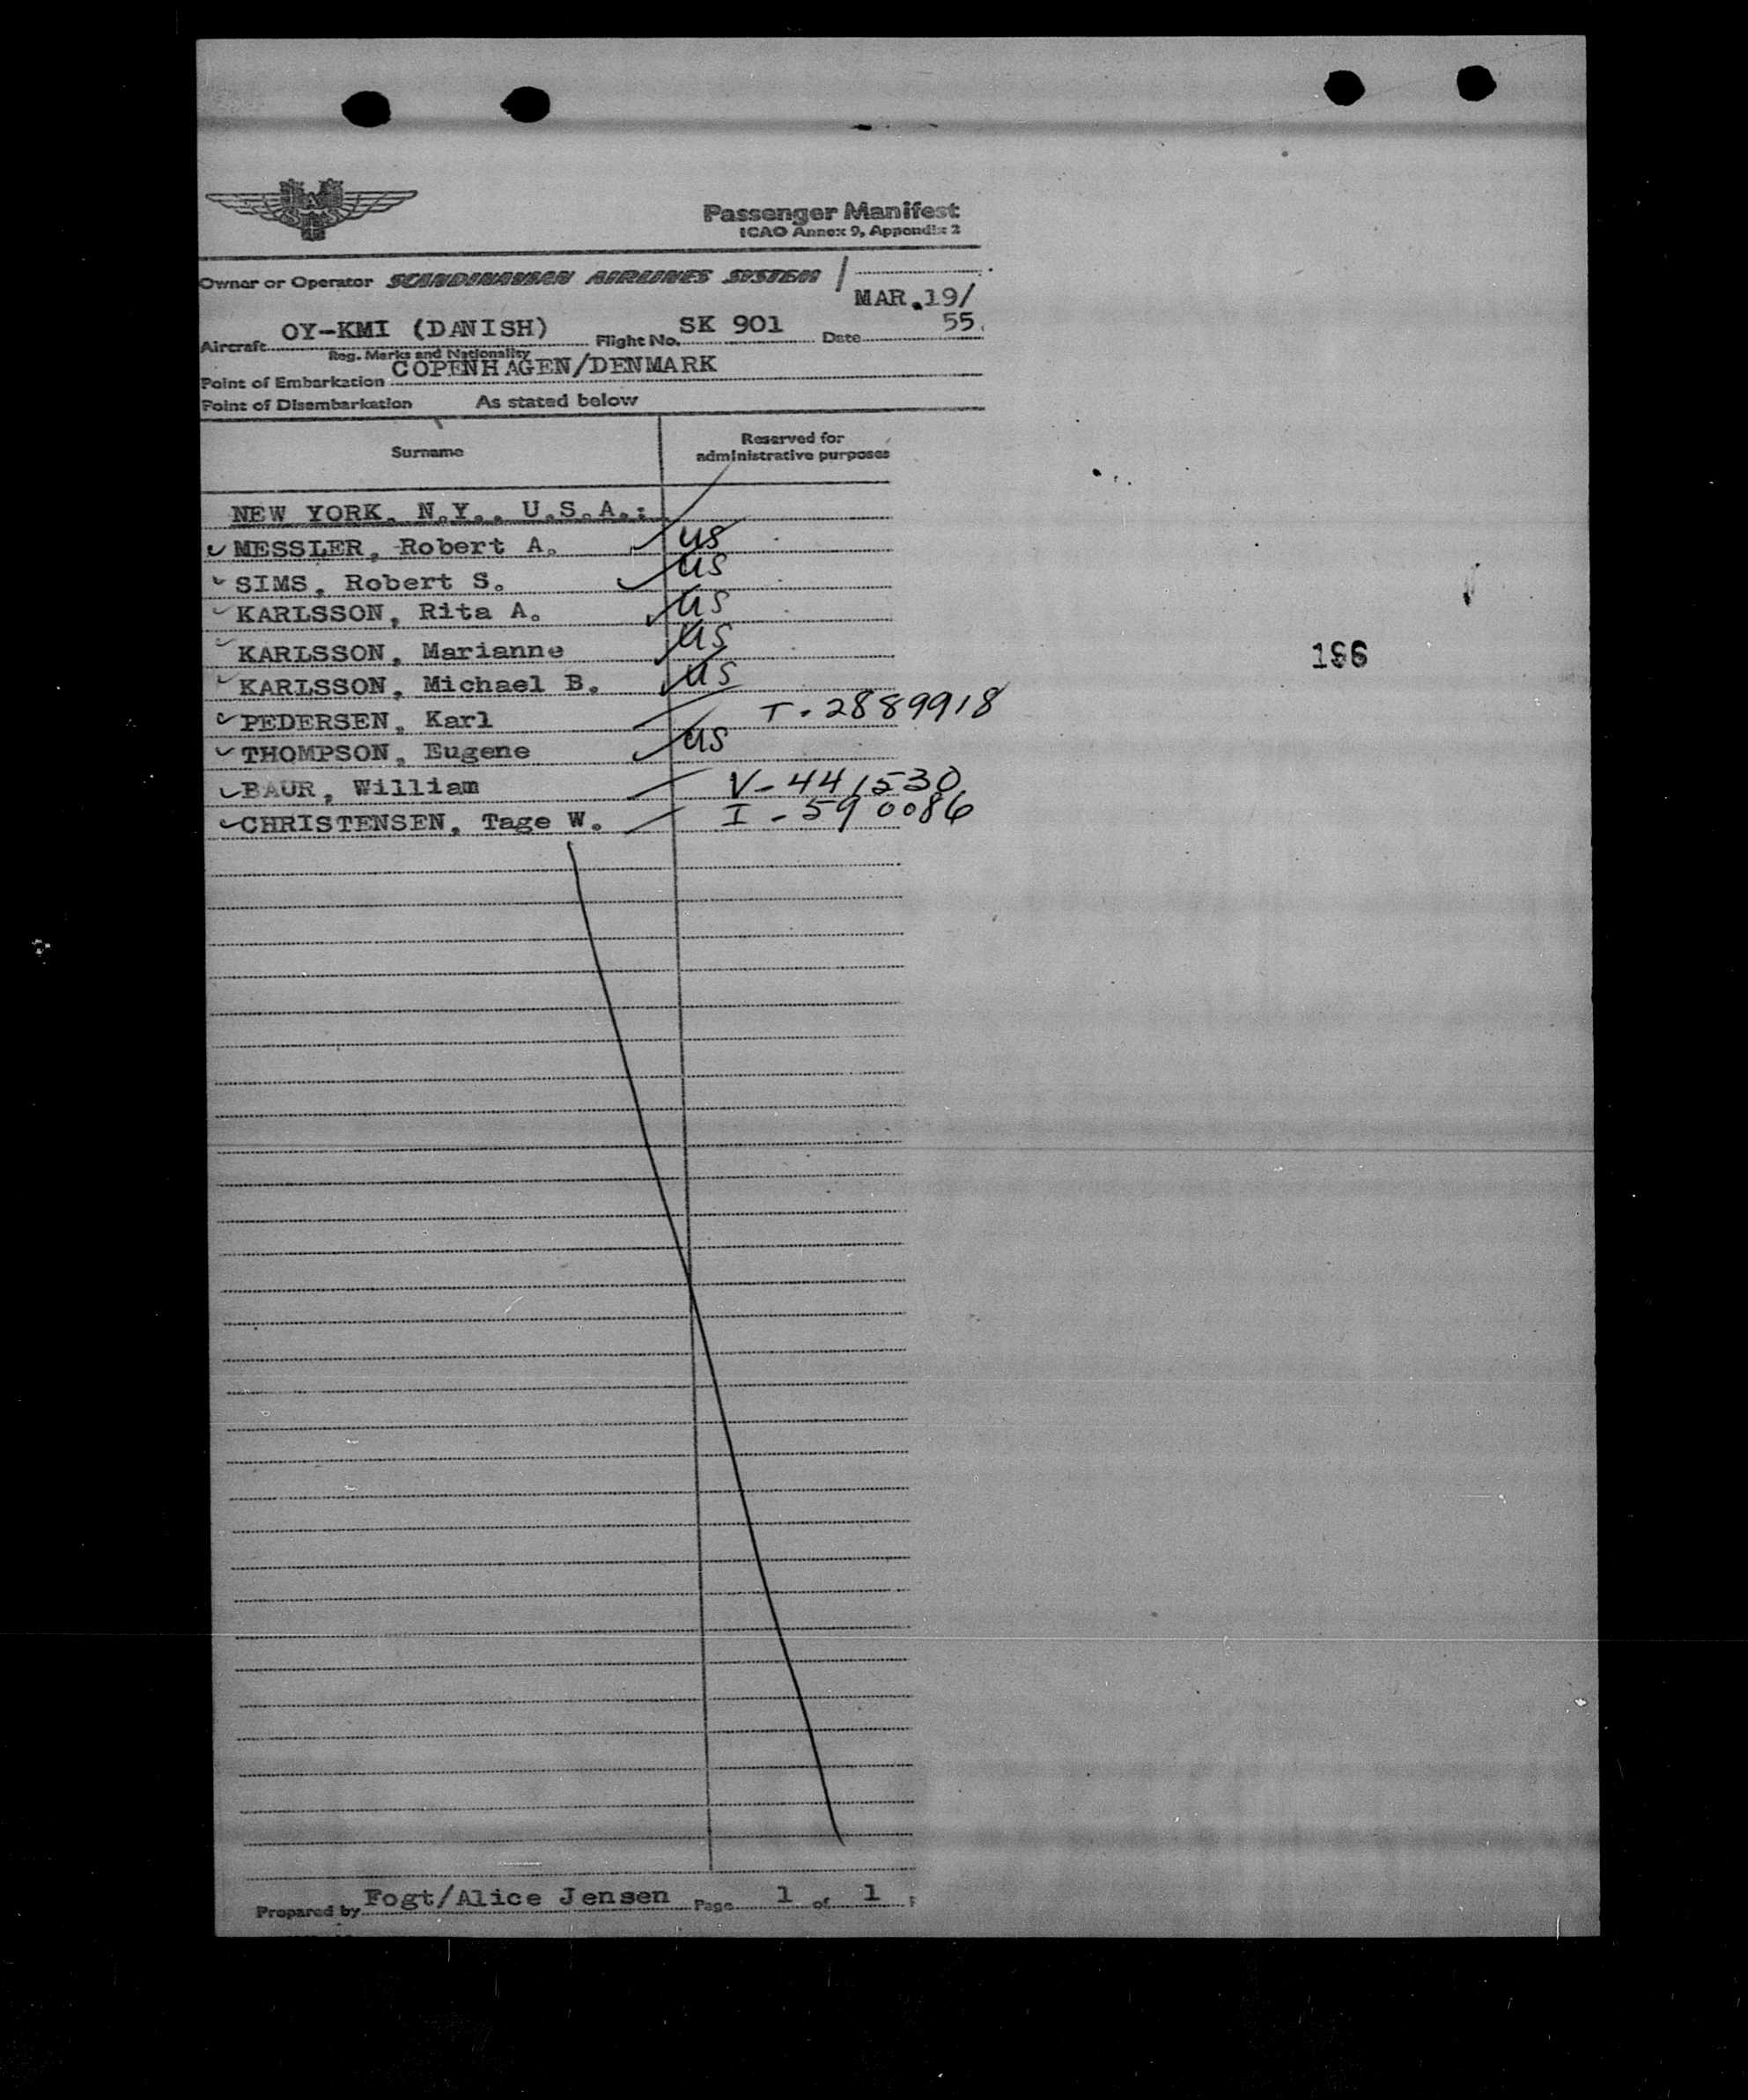 SAS
Passenger Manifest
ICAO Annex 9, Appendix 2
Owner or Operator SCANDINAVIAN AIRLINES SYSTEM /
MAR.19/
Aircraft OY-KMI (DANISH) Flight No. SK 901 Date 55.
Reg. Marks and Nationality
Point of Embarkation COPENHAGEN/DENMARK
Point of Disembarkation As stated below
Surname Reserved for administrative purposes
NEW YORK, N.Y., U.S.A.:
MESSLER, Robert A. US
SIMS, Robert S. US
KARLSSON, Rita A. US
KARLSSON, Marianne US
KARLSSON, Michael B. US
PEDERSEN, Karl T-2889918
THOMPSON, Eugene US
BAUR, William V-441530
CHRISTENSEN, Tage W. I-590086
Prepared by Fogt/Alice Jensen Page 1 of 1